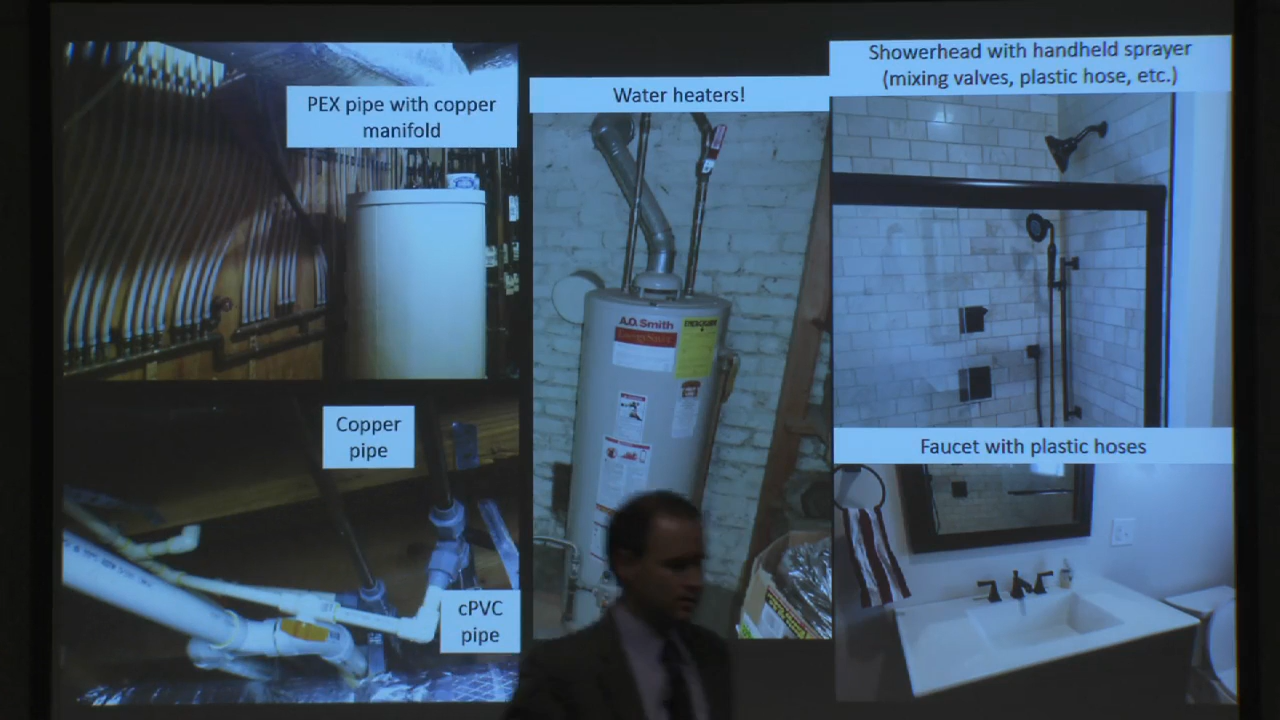 PEX pipe with copper
manifold
Water heaters!
Showerhead with handheld sprayer
(mixing valves, plastic hose, etc.)
A.O. Smith
Copper
pipe
cPVC
pipe
Faucet with plastic hoses